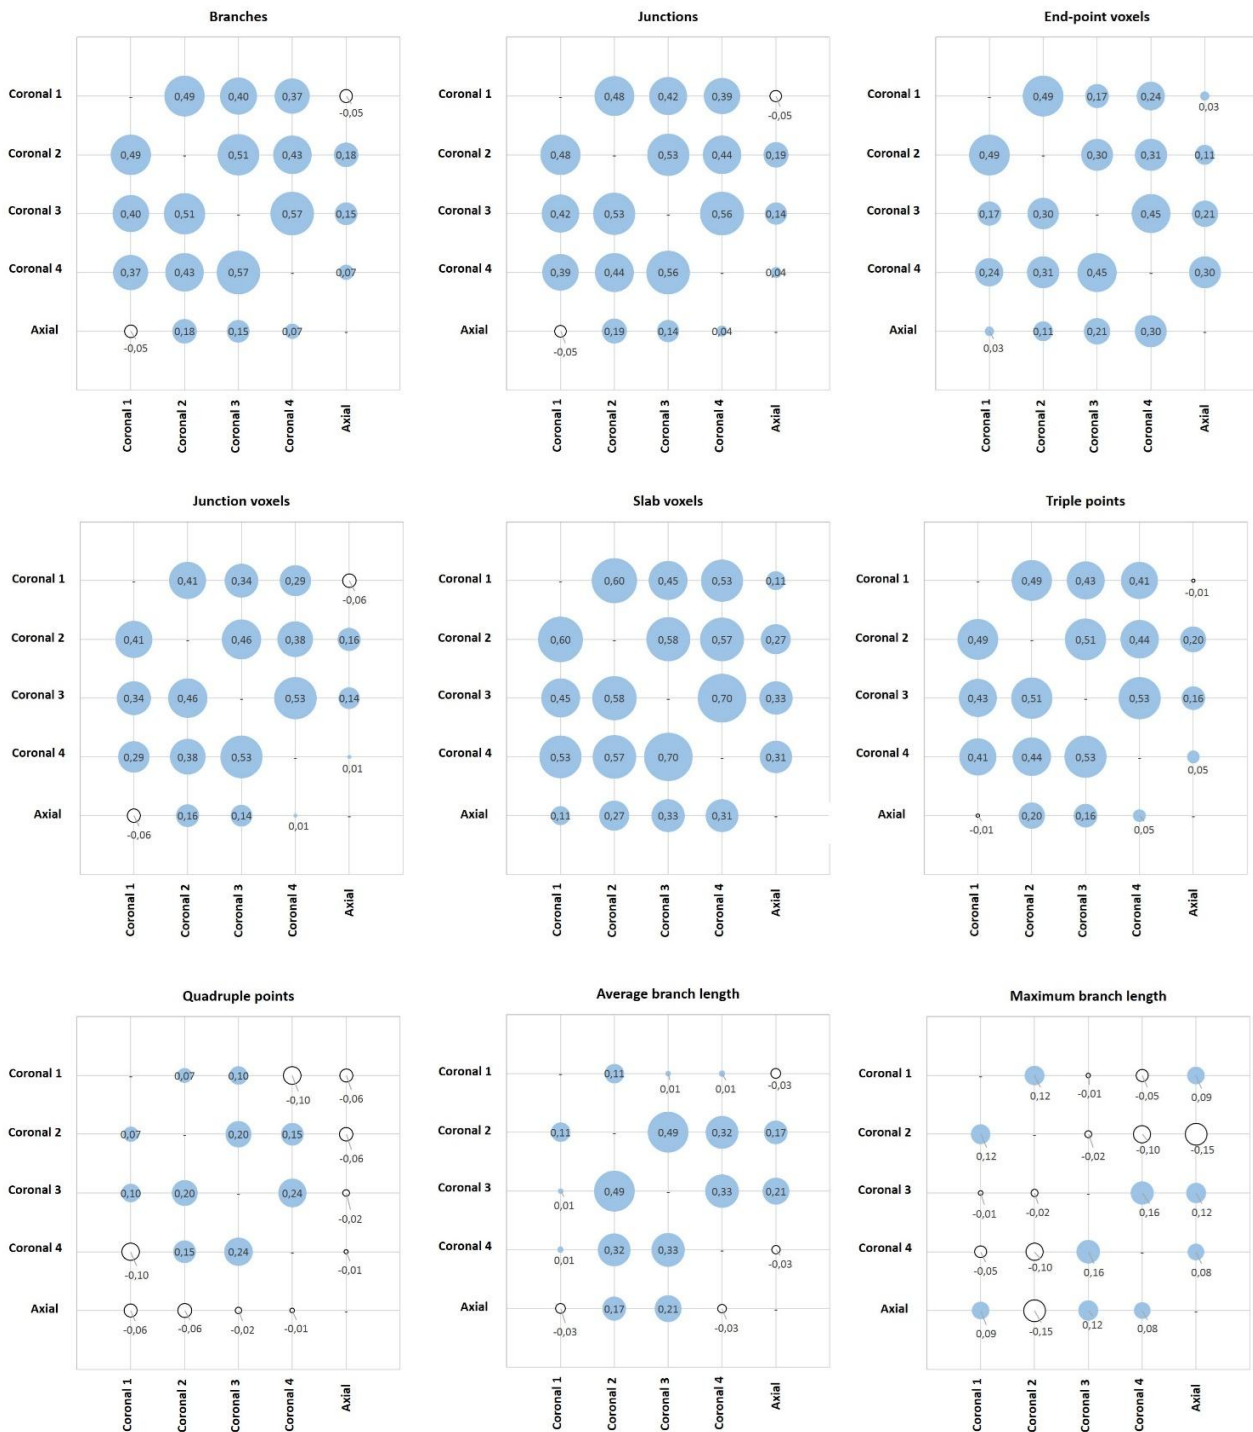 Branches
Junctions
End-point voxels
Coronal 1 - 0,49 0,40 0,37 -0,05
Coronal 2 0,49 - 0,51 0,43 0,18
Coronal 3 0,40 0,51 - 0,57 0,15
Coronal 4 0,37 0,43 0,57 - 0,07
Axial -0,05 0,18 0,15 0,07 -
Coronal 1 Coronal 2 Coronal 3 Coronal 4 Axial
Coronal 1 - 0,48 0,42 0,39 -0,05
Coronal 2 0,48 - 0,53 0,44 0,19
Coronal 3 0,42 0,53 - 0,56 0,14
Coronal 4 0,39 0,44 0,56 - 0,04
Axial -0,05 0,19 0,14 0,04 -
Coronal 1 Coronal 2 Coronal 3 Coronal 4 Axial
Coronal 1 - 0,49 0,17 0,24 0,03
Coronal 2 0,49 - 0,30 0,31 0,11
Coronal 3 0,17 0,30 - 0,45 0,21
Coronal 4 0,24 0,31 0,45 - 0,30
Axial 0,03 0,11 0,21 0,30 -
Coronal 1 Coronal 2 Coronal 3 Coronal 4 Axial
Junction voxels
Slab voxels
Triple points
Coronal 1 - 0,41 0,34 0,29 -0,06
Coronal 2 0,41 - 0,46 0,38 0,16
Coronal 3 0,34 0,46 - 0,53 0,14
Coronal 4 0,29 0,38 0,53 - 0,01
Axial -0,06 0,16 0,14 0,01 -
Coronal 1 Coronal 2 Coronal 3 Coronal 4 Axial
Coronal 1 - 0,60 0,45 0,53 0,11
Coronal 2 0,60 - 0,58 0,57 0,27
Coronal 3 0,45 0,58 - 0,70 0,33
Coronal 4 0,53 0,57 0,70 - 0,31
Axial 0,11 0,27 0,33 0,31 -
Coronal 1 Coronal 2 Coronal 3 Coronal 4 Axial
Coronal 1 - 0,49 0,43 0,41 -0,01
Coronal 2 0,49 - 0,51 0,44 0,20
Coronal 3 0,43 0,51 - 0,53 0,16
Coronal 4 0,41 0,44 0,53 - 0,05
Axial -0,01 0,20 0,16 0,05 -
Coronal 1 Coronal 2 Coronal 3 Coronal 4 Axial
Quadruple points
Average branch length
Maximum branch length
Coronal 1 - 0,07 0,10 -0,10 -0,06
Coronal 2 0,07 - 0,20 0,15 -0,06
Coronal 3 0,10 0,20 - 0,24 -0,02
Coronal 4 -0,10 0,15 0,24 - -0,01
Axial -0,06 -0,06 -0,02 -0,01 -
Coronal 1 Coronal 2 Coronal 3 Coronal 4 Axial
Coronal 1 - 0,11 0,01 0,01 -0,03
Coronal 2 0,11 - 0,49 0,32 0,17
Coronal 3 0,01 0,49 - 0,33 0,21
Coronal 4 0,01 0,32 0,33 - -0,03
Axial -0,03 0,17 0,21 -0,03 -
Coronal 1 Coronal 2 Coronal 3 Coronal 4 Axial
Coronal 1 - 0,12 -0,01 -0,05 0,09
Coronal 2 0,12 - -0,02 -0,10 -0,15
Coronal 3 -0,01 -0,02 - 0,16 0,12
Coronal 4 -0,05 -0,10 0,16 - 0,08
Axial 0,09 -0,15 0,12 0,08 -
Coronal 1 Coronal 2 Coronal 3 Coronal 4 Axial